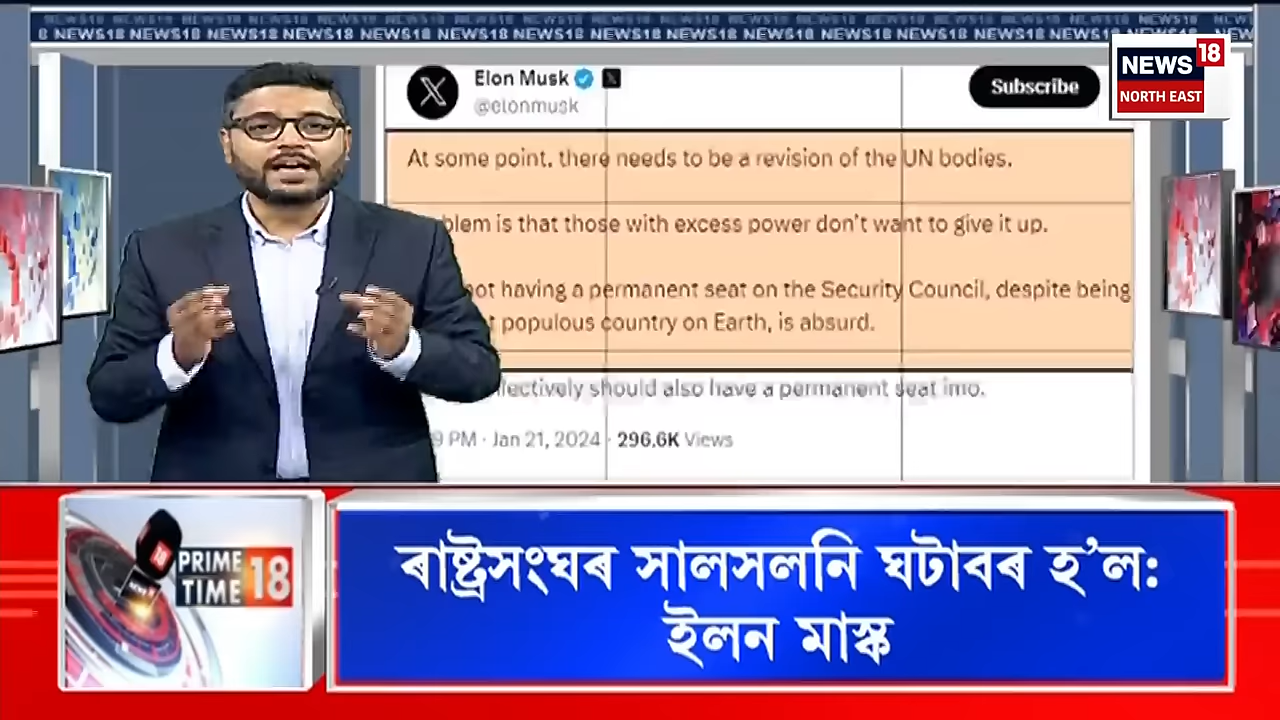 NEWS18 NEWS18 NEWS18 NEWS18 NEWS18 NEWS18 NEWS18 NEWS18 NEWS18 NEWS18 NEWS18 NEWS18 NEWS18
NEWS 18
NORTH EAST
Elon Musk
@elonmusk
Subscribe
At some point, there needs to be a revision of the UN bodies.
is that those with excess power don't want to give it up.
not having a permanent seat on the Security Council, despite being
populous country on Earth, is absurd.
should also have a permanent seat imo.
PM · Jan 21, 2024 · 296.6K Views
18
PRIME
TIME 18
ৰাষ্ট্ৰসংঘৰ সালসলনি ঘটাবৰ হ'ল:
ইলন মাস্ক